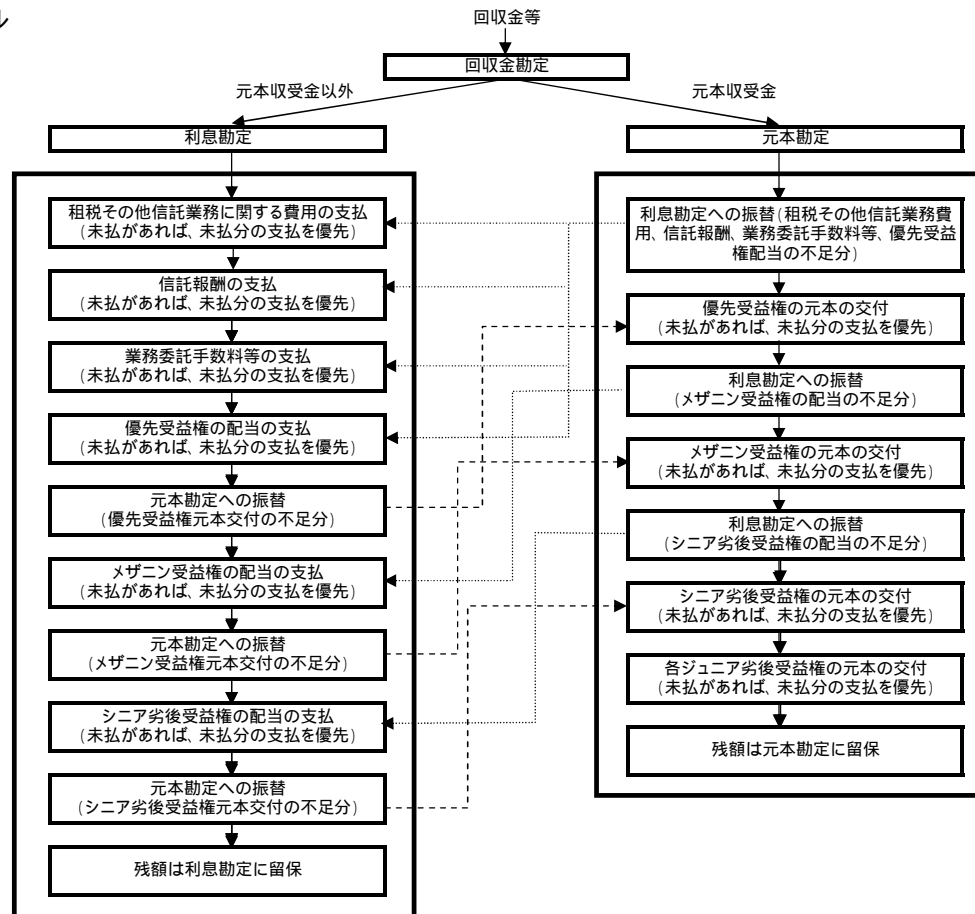 ル
回収金等
回収金勘定
元本収受金以外
元本収受金
利息勘定
元本勘定
租税その他信託業務に関する費用の支払
(未払があれば、未払分の支払を優先)
信託報酬の支払
(未払があれば、未払分の支払を優先)
業務委託手数料等の支払
(未払があれば、未払分の支払を優先)
優先受益権の配当の支払
(未払があれば、未払分の支払を優先)
元本勘定への振替
(優先受益権元本交付の不足分)
メザニン受益権の配当の支払
(未払があれば、未払分の支払を優先)
元本勘定への振替
(メザニン受益権元本交付の不足分)
シニア劣後受益権の配当の支払
(未払があれば、未払分の支払を優先)
元本勘定への振替
(シニア劣後受益権元本交付の不足分)
残額は利息勘定に留保
利息勘定への振替(租税その他信託業務費
用、信託報酬、業務委託手数料等、優先受益
権配当の不足分)
優先受益権の元本の交付
(未払があれば、未払分の支払を優先)
利息勘定への振替
(メザニン受益権の配当の不足分)
メザニン受益権の元本の交付
(未払があれば、未払分の支払を優先)
利息勘定への振替
(シニア劣後受益権の配当の不足分)
シニア劣後受益権の元本の交付
(未払があれば、未払分の支払を優先)
各ジュニア劣後受益権の元本の交付
(未払があれば、未払分の支払を優先)
残額は元本勘定に留保